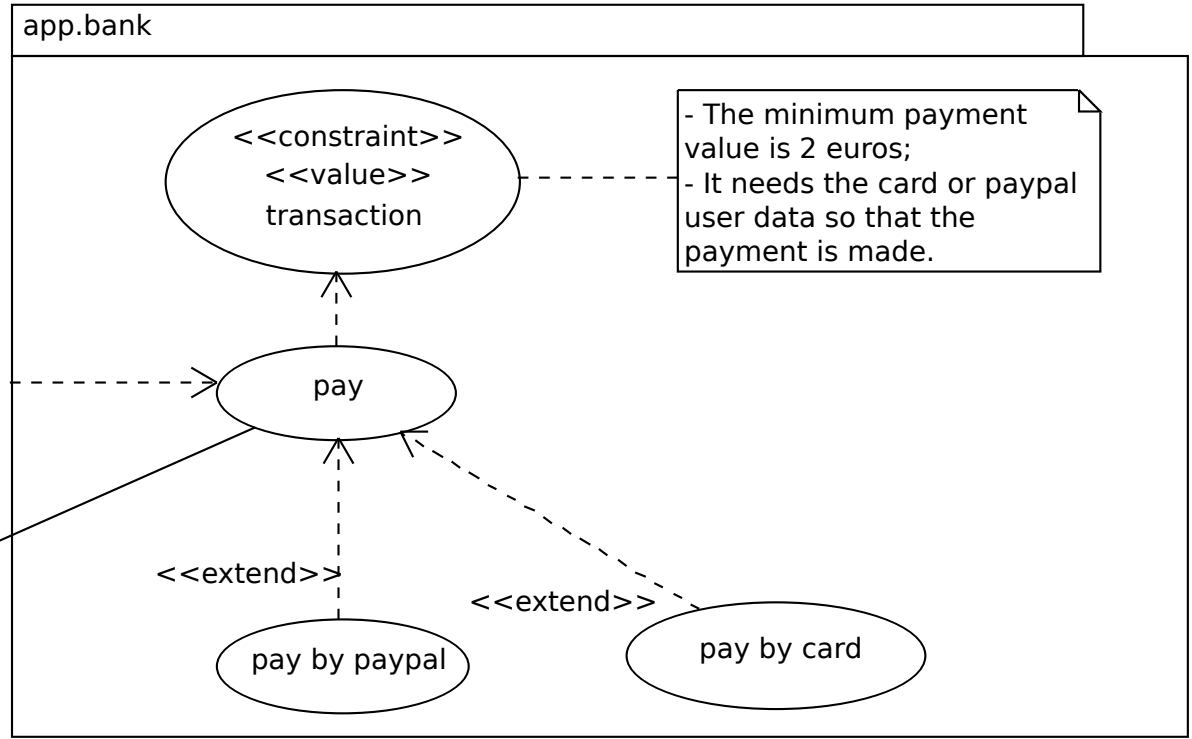 app.bank
<<constraint>>
<<value>>
transaction
- The minimum payment
value is 2 euros;
- It needs the card or paypal
user data so that the
payment is made.
pay
<<extend>>
<<extend>>
pay by paypal
pay by card